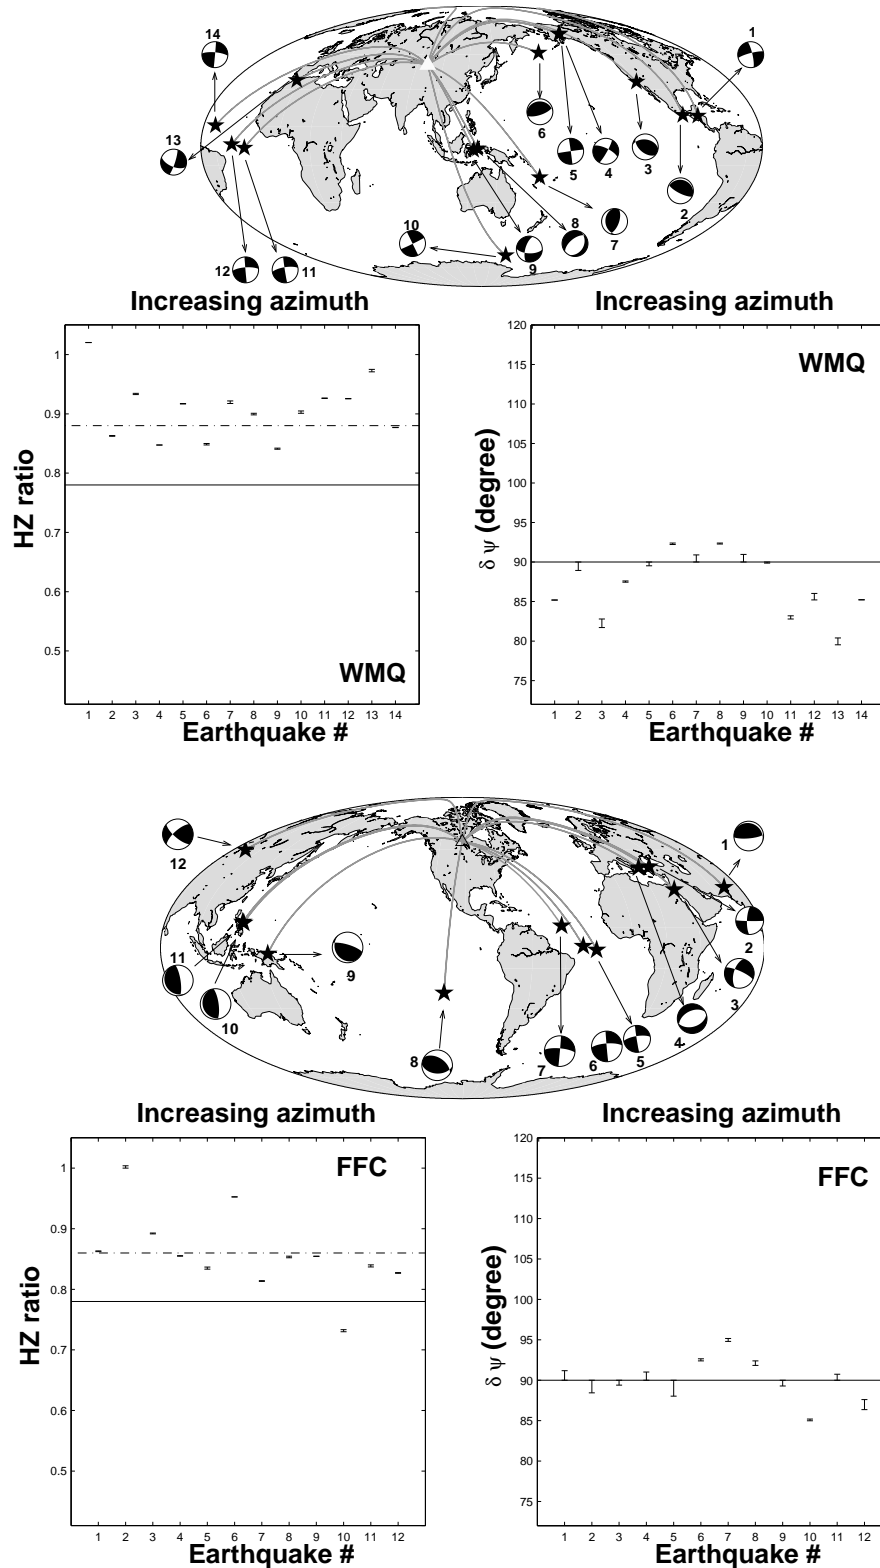 1
14
13
6
5
4
3
2
7
8
9
10
12
11
Increasing azimuth
Increasing azimuth
1
0.9
0.8
0.7
0.6
0.5
HZ ratio
WMQ
1 2 3 4 5 6 7 8 9 10 11 12 13 14
Earthquake #
120
115
110
105
100
95
90
85
80
75
δ ψ (degree)
WMQ
1 2 3 4 5 6 7 8 9 10 11 12 13 14
Earthquake #
12
1
2
3
4
5
6
7
8
9
10
11
Increasing azimuth
Increasing azimuth
1
0.9
0.8
0.7
0.6
0.5
HZ ratio
FFC
1 2 3 4 5 6 7 8 9 10 11 12
Earthquake #
120
115
110
105
100
95
90
85
80
75
δ ψ (degree)
FFC
1 2 3 4 5 6 7 8 9 10 11 12
Earthquake #